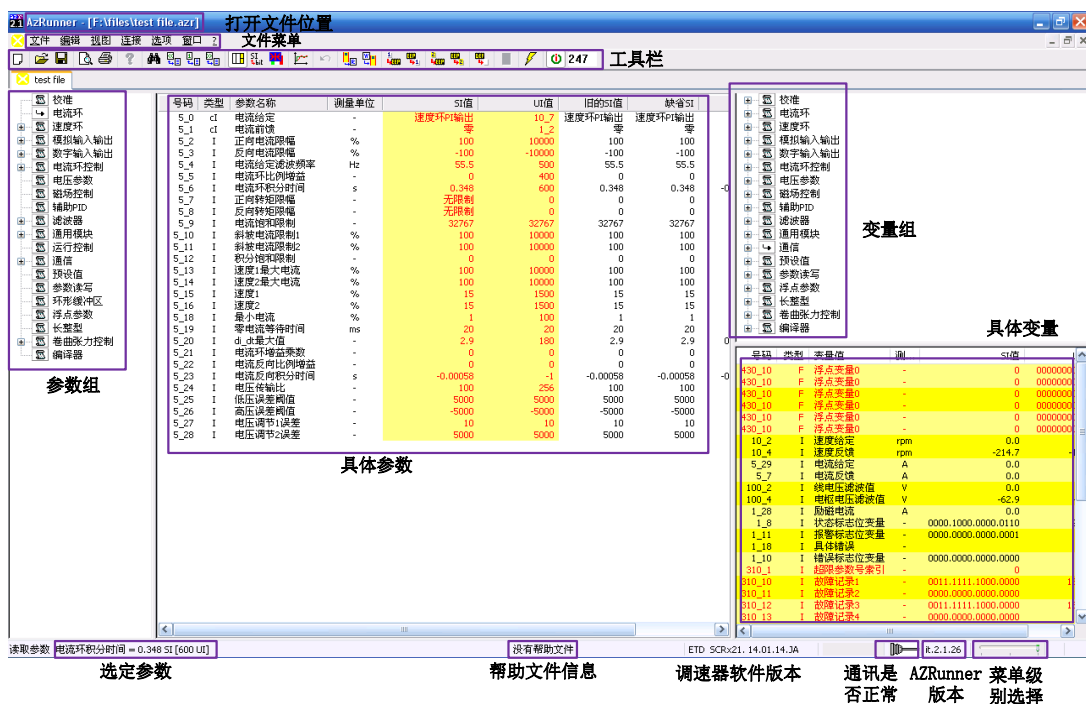 AzRunner - [F:\files\test file.azr] 打开文件位置
文件 编辑 视图 连接 选项 窗口 ? 文件菜单
247 工具栏
test file
校准
电流环
速度环
模拟输入输出
数字输入输出
电流环控制
电压参数
磁场控制
辅助PID
滤波器
通用模块
运行控制
通信
预设值
参数读写
环形缓冲区
浮点参数
长整型
卷曲张力控制
编译器
参数组
号码 类型 参数名称 测量单位 SI值 UI值 旧的SI值 缺省SI
5_0 cI 电流给定 - 速度环PI输出 10_7 速度环PI输出 速度环PI输出
5_1 cI 电流前馈 - 零 1_2 零 零
5_2 I 正向电流限幅 % 100 10000 100 100
5_3 I 反向电流限幅 % -100 -10000 -100 -100
5_4 I 电流给定滤波频率 Hz 55.5 500 55.5 55.5
5_5 I 电流环比例增益 - 0 400 0 0
5_6 I 电流环积分时间 s 0.348 600 0.348 0.348 -0
5_7 I 正向转矩限幅 - 无限制 0 0 0
5_8 I 反向转矩限幅 - 无限制 0 0 0
5_9 I 电流饱和限制 - 32767 32767 32767 32767
5_10 I 斜坡电流限制1 % 100 10000 100 100
5_11 I 斜坡电流限制2 % 100 10000 100 100
5_12 I 积分饱和限制 - 0 0 0 0
5_13 I 速度1最大电流 % 100 10000 100 100
5_14 I 速度2最大电流 % 100 10000 100 100
5_15 I 速度1 % 15 1500 15 15
5_16 I 速度2 % 15 1500 15 15
5_18 I 最小电流 % 1 100 1 1
5_19 I 零电流等待时间 ms 20 20 20 20
5_20 I di_dt最大值 - 2.9 180 2.9 2.9 0
5_21 I 电流环增益乘数 - 0 0 0 0
5_22 I 电流反向比例增益 - 0 0 0 0
5_23 I 电流反向积分时间 s -0.00058 -1 -0.00058 -0.00058 -0
5_24 I 电压传输比 - 100 256 100 100
5_25 I 低压误差阈值 - 5000 5000 5000 5000
5_26 I 高压误差阈值 - -5000 -5000 -5000 -5000
5_27 I 电压调节1误差 - 10 10 10 10
5_28 I 电压调节2误差 - 5000 5000 5000 5000
具体参数
校准
电流环
速度环
模拟输入输出
数字输入输出
电流环控制
电压参数
磁场控制
辅助PID
滤波器
通用模块
通信
预设值
参数读写
浮点参数
长整型
卷曲张力控制
编译器
变量组
具体变量
号码 类型 变量值 测 SI值
430_10 F 浮点变量0 - 0 00000000
430_10 F 浮点变量0 - 0 00000000
430_10 F 浮点变量0 - 0 00000000
430_10 F 浮点变量0 - 0 00000000
430_10 F 浮点变量0 - 0 00000000
10_2 I 速度给定 rpm 0.0
10_4 I 速度反馈 rpm -214.7
5_29 I 电流给定 A 0.0
5_7 I 电流反馈 A 0.0
100_2 I 线电压滤波值 V 0.0
100_4 I 电枢电压滤波值 V -62.9
1_28 I 励磁电流 A 0.0
1_8 I 状态标志位变量 - 0000.1000.0000.0110
1_11 I 报警标志位变量 - 0000.0000.0000.0001
1_18 I 具体错误 -
1_10 I 错误标志位变量 - 0000.0000.0000.0000
310_1 I 超限参数号索引 - 0
310_10 I 故障记录1 - 0011.1111.1000.0000
310_11 I 故障记录2 - 0000.0000.0000.0000
310_12 I 故障记录3 - 0011.1111.1000.0000
310_13 I 故障记录4 - 0000.0000.0000.0000
读取参数 电流环积分时间 = 0.348 SI [600 UI] 没有帮助文件 ETD SCRx21. 14.01.14.JA it.2.1.26
选定参数 帮助文件信息 调速器软件版本 通讯是否正常 AZRunner版本 菜单级别选择